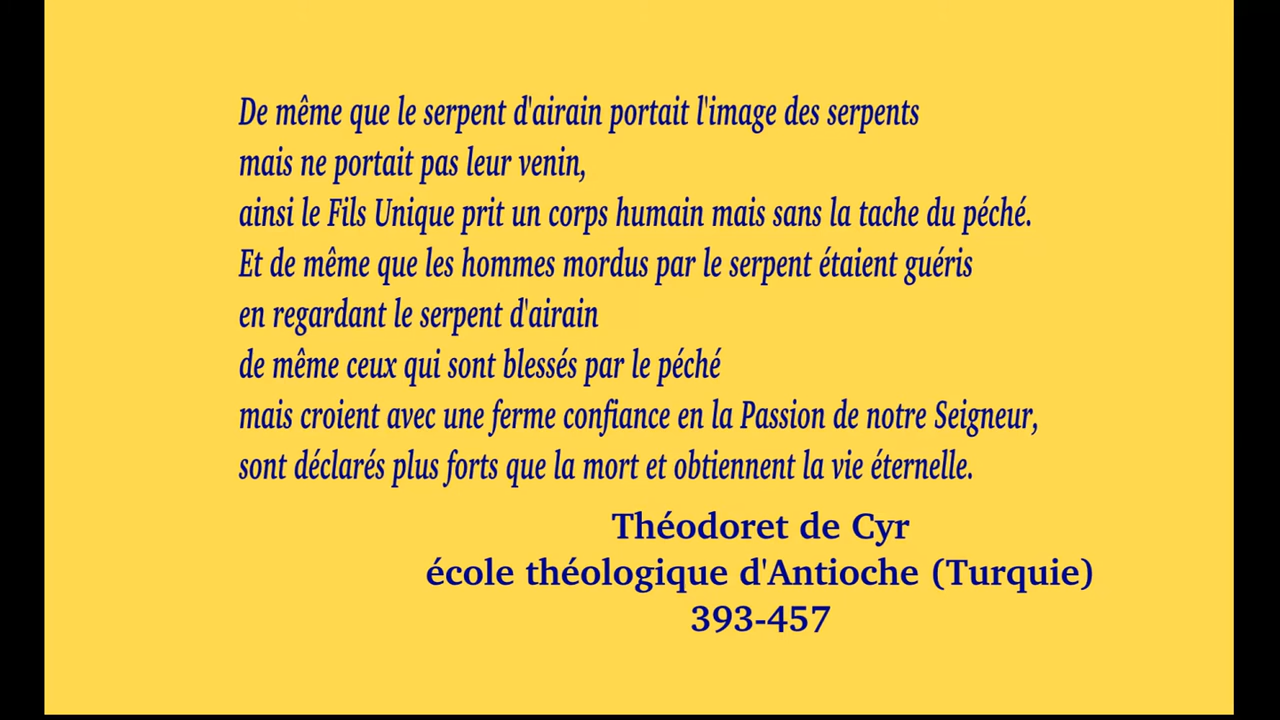 De même que le serpent d'airain portait l'image des serpents
mais ne portait pas leur venin,
ainsi le Fils Unique prit un corps humain mais sans la tache du péché.
Et de même que les hommes mordus par le serpent étaient guéris
en regardant le serpent d'airain
de même ceux qui sont blessés par le péché
mais croient avec une ferme confiance en la Passion de notre Seigneur,
sont déclarés plus forts que la mort et obtiennent la vie éternelle.
Théodoret de Cyr
école théologique d'Antioche (Turquie)
393-457